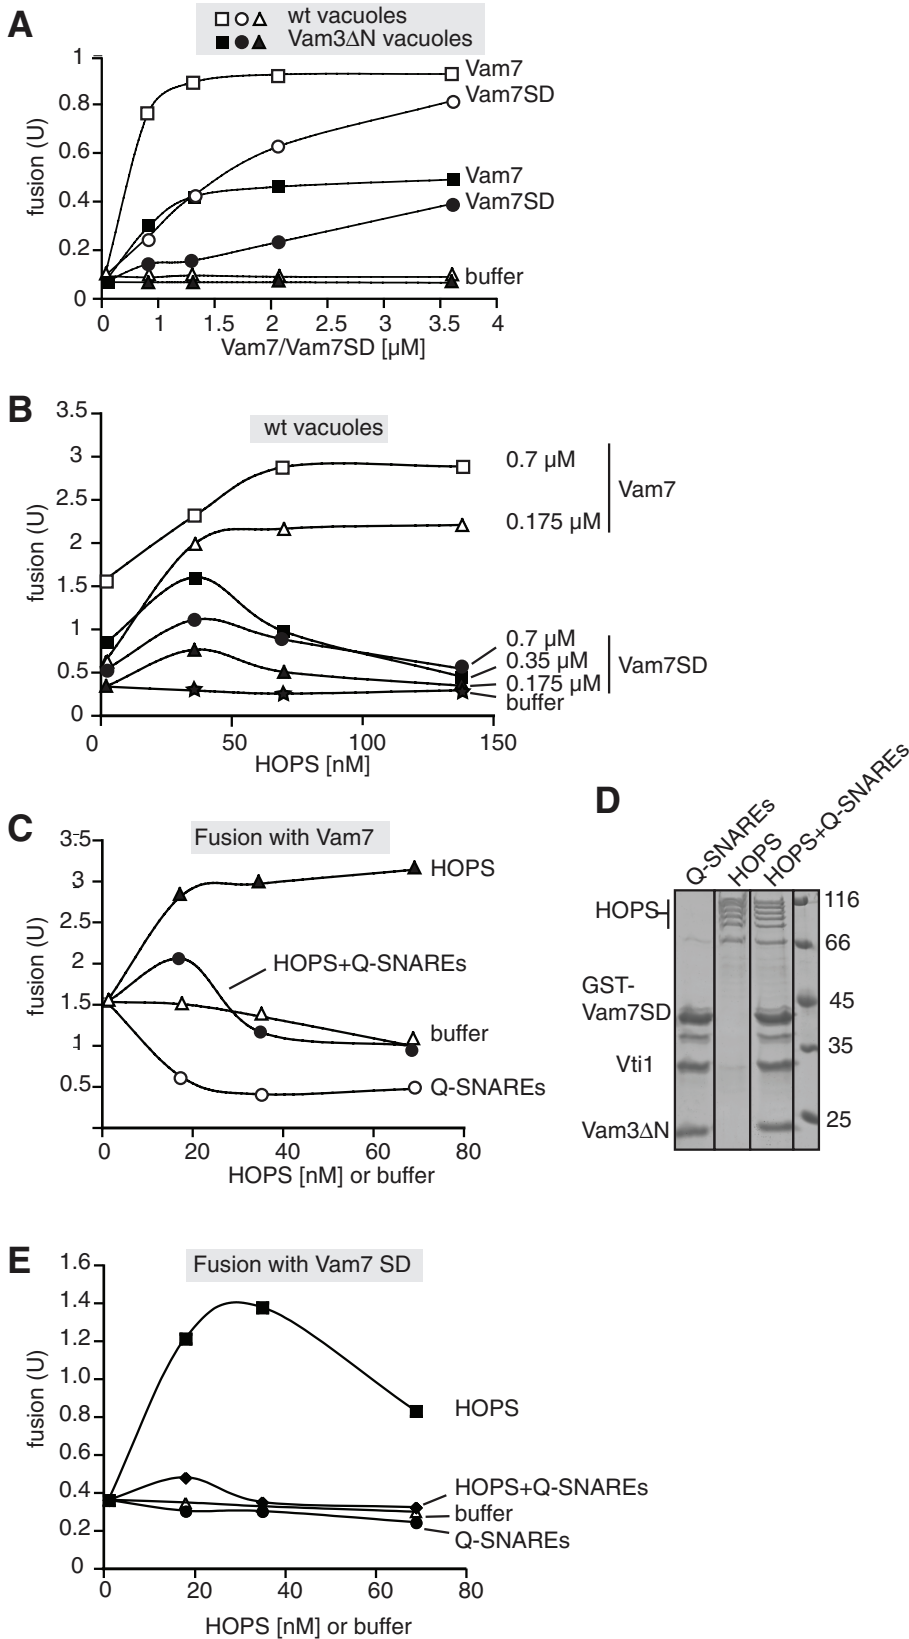 A
wt vacuoles
Vam3ΔN vacuoles
1
0.8
0.6
0.4
0.2
0
fusion (U)
Vam7
Vam7SD
Vam7
Vam7SD
buffer
0 1 1.5 2 2.5 3 3.5 4
Vam7/Vam7SD [µM]
B
wt vacuoles
3.5
3
2.5
2
1.5
1
0.5
0
fusion (U)
0.7 µM
0.175 µM
Vam7
0.7 µM
0.35 µM
0.175 µM
buffer
Vam7SD
0 50 100 150
HOPS [nM]
C
Fusion with Vam7
3-5
3
2.5
2
1.5
1
0.5
fusion (U)
HOPS
HOPS+Q-SNAREs
buffer
Q-SNAREs
0 20 40 60 80
HOPS [nM] or buffer
D
Q-SNAREs
HOPS
HOPS+Q-SNAREs
HOPS
GST-
Vam7SD
Vti1
Vam3ΔN
116
66
45
35
25
E
Fusion with Vam7 SD
1.6
1.4
1.2
1.0
0.8
0.6
0.4
0.2
0
fusion (U)
HOPS
HOPS+Q-SNAREs
buffer
Q-SNAREs
0 20 40 60 80
HOPS [nM] or buffer